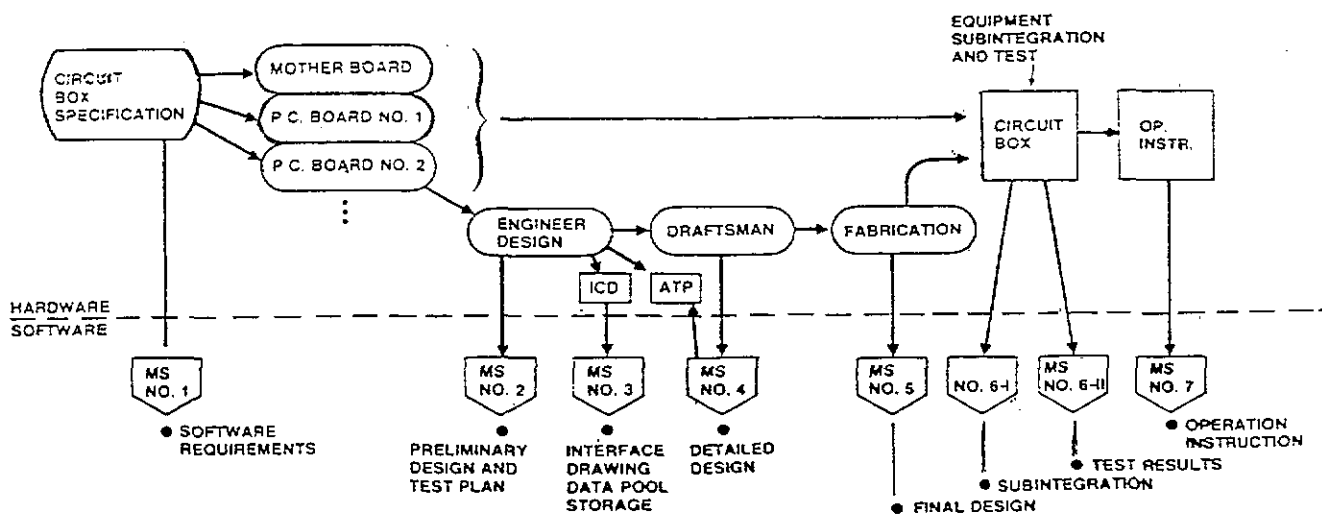 EQUIPMENT
SUBINTEGRATION
AND TEST
CIRCUIT
BOX
SPECIFICATION
MOTHER BOARD
P.C. BOARD NO. 1
P.C. BOARD NO. 2
CIRCUIT
BOX
OP.
INSTR.
ENGINEER
DESIGN
DRAFTSMAN
FABRICATION
ICD
ATP
HARDWARE
SOFTWARE
MS
NO. 1
MS
NO. 2
MS
NO. 3
MS
NO. 4
MS
NO. 5
NO. 6-I
MS
NO. 6-II
MS
NO. 7
● SOFTWARE
REQUIREMENTS
●
PRELIMINARY
DESIGN AND
TEST PLAN
●
INTERFACE
DRAWING
DATA POOL
STORAGE
●
DETAILED
DESIGN
● FINAL DESIGN
● SUBINTEGRATION
● TEST RESULTS
● OPERATION
INSTRUCTION